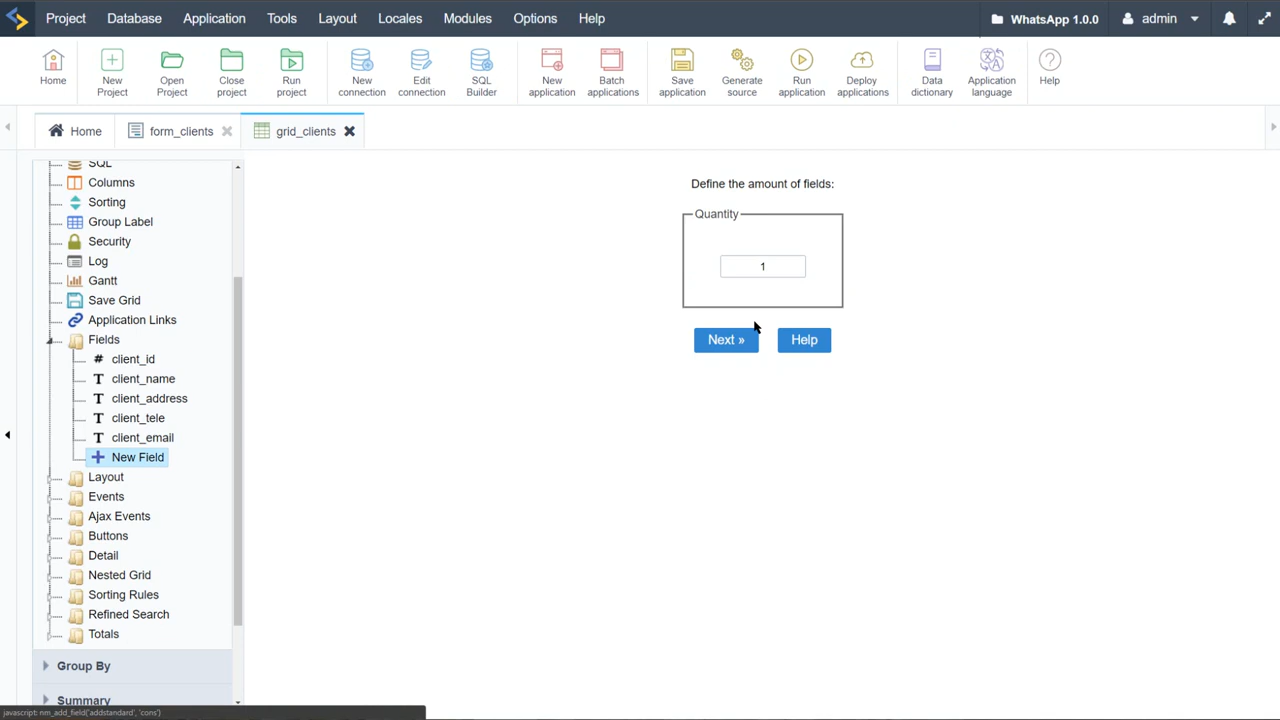 Project Database Application Tools Layout Locales Modules Options Help WhatsApp 1.0.0 admin
Home
New Project
Open Project
Close project
Run project
New connection
Edit connection
SQL Builder
New application
Batch applications
Save application
Generate source
Run application
Deploy applications
Data dictionary
Application language
Help
Home form_clients grid_clients
SQL
Columns
Sorting
Group Label
Security
Log
Gantt
Save Grid
Application Links
Fields
client_id
client_name
client_address
client_tele
client_email
New Field
Layout
Events
Ajax Events
Buttons
Detail
Nested Grid
Sorting Rules
Refined Search
Totals
Group By
Summary
Define the amount of fields:
Quantity
1
Next »
Help
javascript: nm_add_field('addstandard', 'cons')